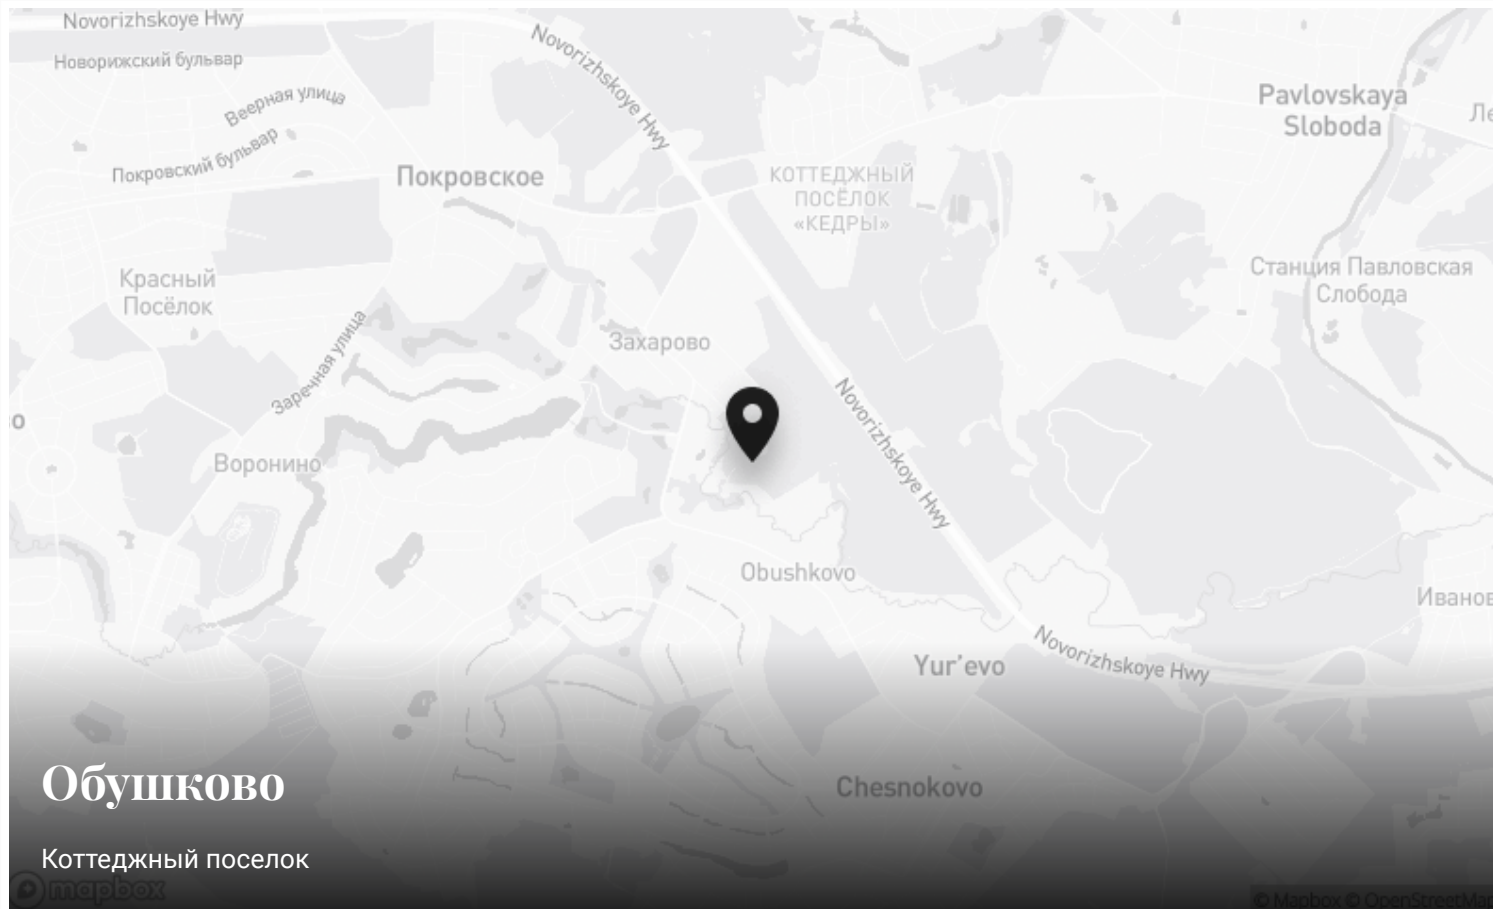 Novorizhskoye Hwy
Новорижский бульвар
Веерная улица
Покровский бульвар
Novorizhskoye Hwy
Pavlovskaya
Sloboda
Покровское
КОТТЕДЖНЫЙ
ПОСЁЛОК
«КЕДРЫ»
Красный
Посёлок
Станция Павловская
Слобода
Заречная улица
Захарово
Novorizhskoye Hwy
Воронино
Obushkovo
Иванов
Novorizhskoye Hwy
Yur’evo
Обушково
Chesnokovo
Коттеджный поселок
mapbox
© Mapbox © OpenStreetMap